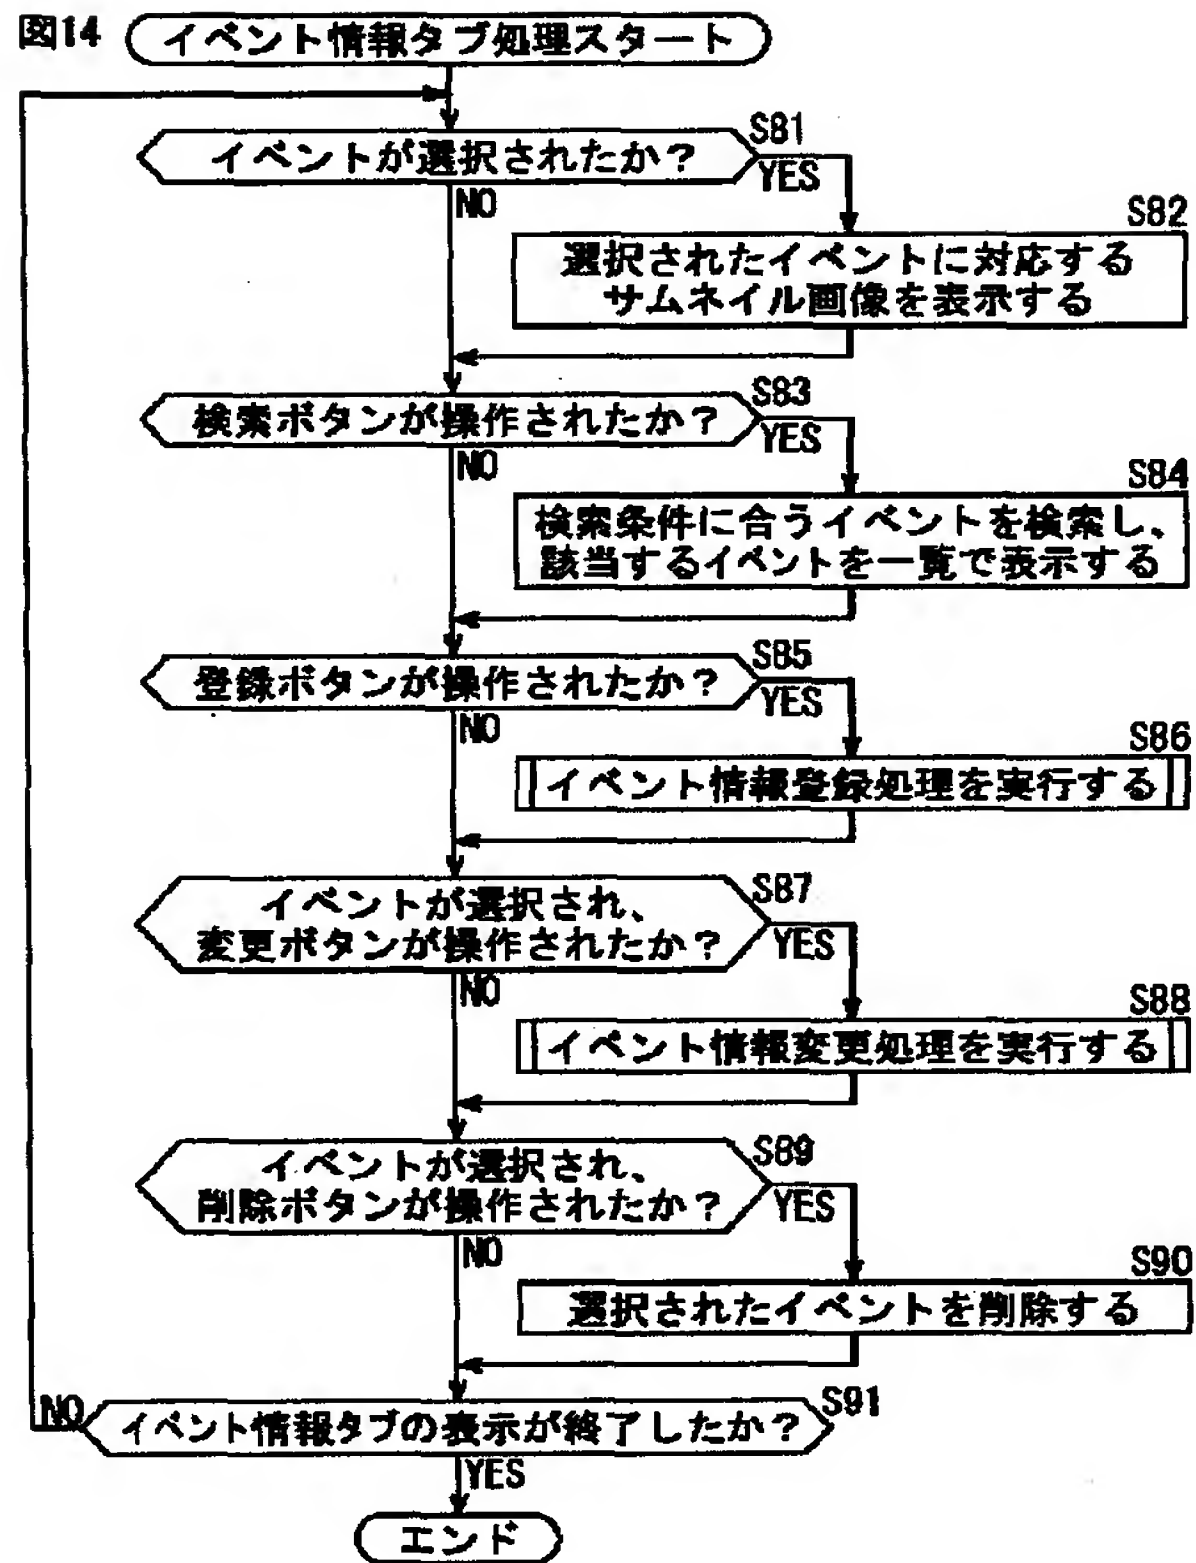 図14
イベント情報タブ処理スタート
S81
イベントが選択されたか？
YES
NO
S82
選択されたイベントに対応する
サムネイル画像を表示する
S83
検索ボタンが操作されたか？
YES
NO
S84
検索条件に合うイベントを検索し、
該当するイベントを一覧で表示する
S85
登録ボタンが操作されたか？
YES
NO
S86
イベント情報登録処理を実行する
S87
イベントが選択され、
変更ボタンが操作されたか？
YES
NO
S88
イベント情報変更処理を実行する
S89
イベントが選択され、
削除ボタンが操作されたか？
YES
NO
S90
選択されたイベントを削除する
S91
NO
イベント情報タブの表示が終了したか？
YES
エンド